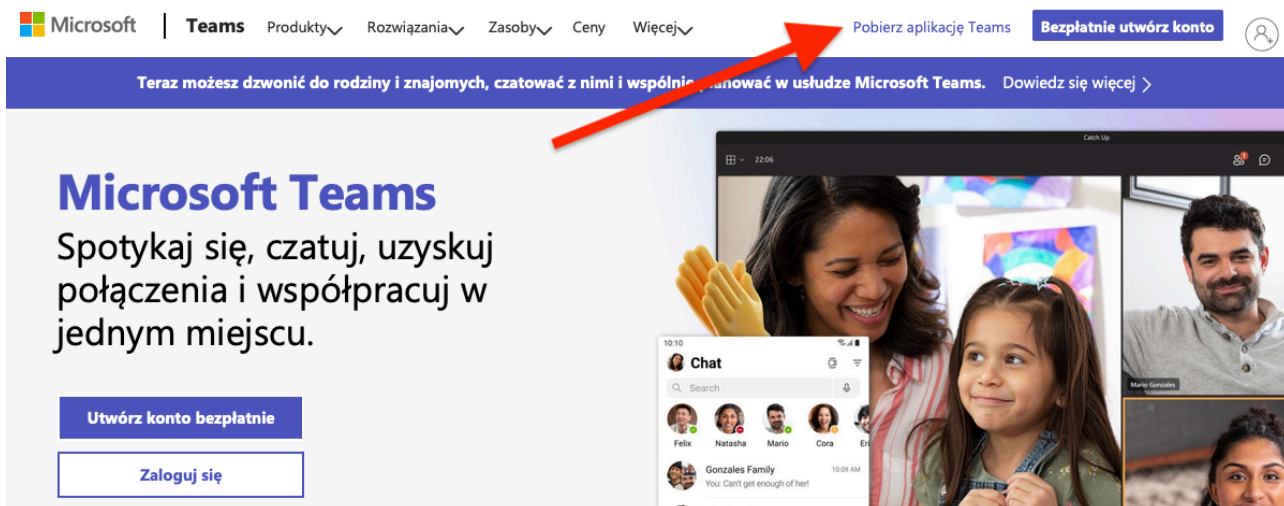 Microsoft
Teams
Produkty
Rozwiązania
Zasoby
Ceny
Więcej
Pobierz aplikację Teams
Bezpłatnie utwórz konto
Teraz możesz dzwonić do rodziny i znajomych, czatować z nimi i wspólnie planować w usłudze Microsoft Teams. Dowiedz się więcej
Microsoft Teams
Spotykaj się, czatuj, uzyskuj
połączenia i współpracuj w
jednym miejscu.
Utwórz konto bezpłatnie
Zaloguj się
Catch Up
22:06
1
Mario Gonzales
10:10
Chat
Search
Felix
Natasha
Mario
Cora
Gonzales Family
10:09 AM
You: Can't get enough of her!